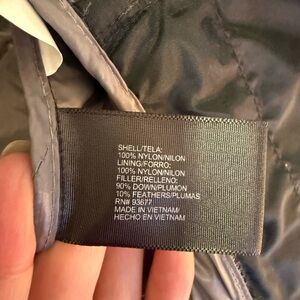 SHELL/TELA:
100% NYLON/NILON
LINING/FORRO:
100% NYLON/NILON
FILLER/RELLENO:
90% DOWN/PLUMON
10% FEATHERS/PLUMAS
RN# 93677
MADE IN VIETNAM/
HECHO EN VIETNAM